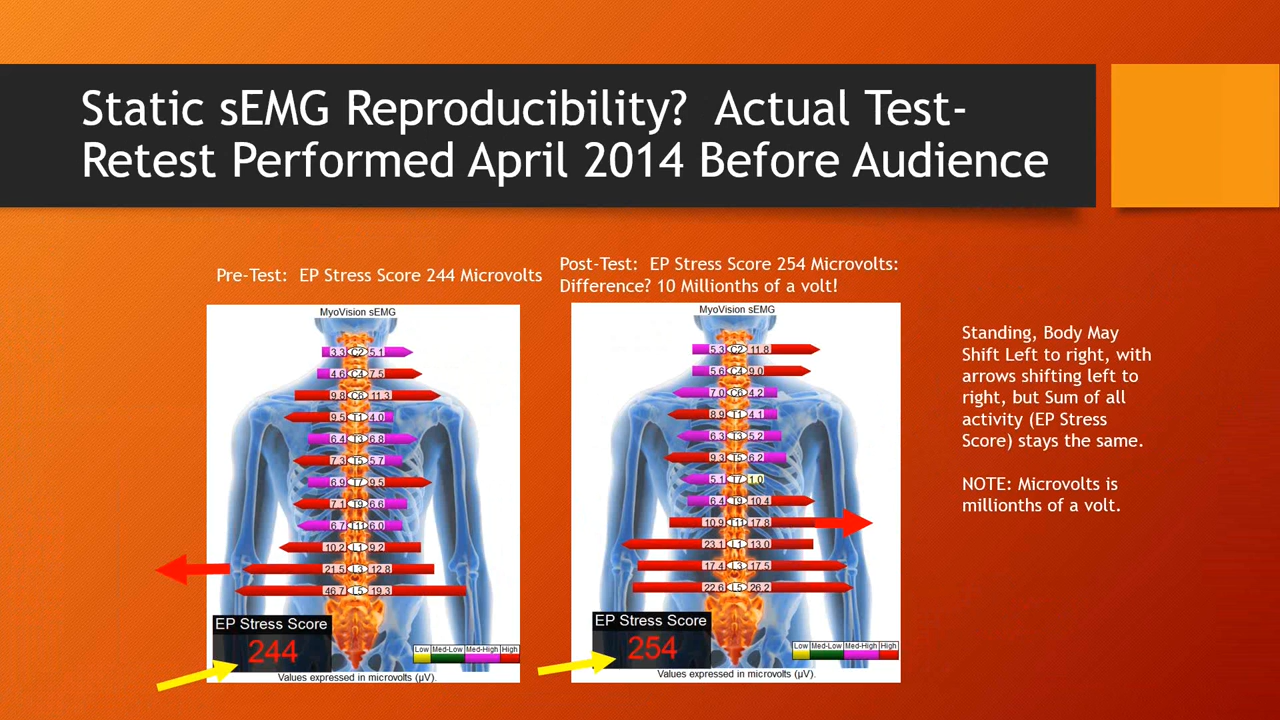 Static sEMG Reproducibility?  Actual Test-
Retest Performed April 2014 Before Audience
Pre-Test:  EP Stress Score 244 Microvolts
MyoVision sEMG
3.3 C2 5.1
4.6 C4 7.5
9.8 C6 11.3
9.5 T1 4.0
6.4 T3 6.8
7.3 T5 5.7
6.9 T7 9.5
7.1 T9 6.6
6.7 T11 6.0
10.2 L1 9.2
21.5 L3 12.8
46.7 L5 19.3
EP Stress Score
244
Low Med-Low Med-High High
Values expressed in microvolts (µV).
Post-Test:  EP Stress Score 254 Microvolts:
Difference? 10 Millionths of a volt!
MyoVision sEMG
5.3 C2 11.8
5.6 C4 9.0
7.0 C6 4.2
8.9 T1 4.1
6.3 T3 5.2
9.3 T5 6.2
5.1 T7 1.0
6.4 T9 10.4
10.9 T11 17.8
23.1 L1 13.0
17.4 L3 17.5
22.6 L5 26.2
EP Stress Score
254
Low Med-Low Med-High High
Values expressed in microvolts (µV).
Standing, Body May
Shift Left to right, with
arrows shifting left to
right, but Sum of all
activity (EP Stress
Score) stays the same.
NOTE: Microvolts is
millionths of a volt.